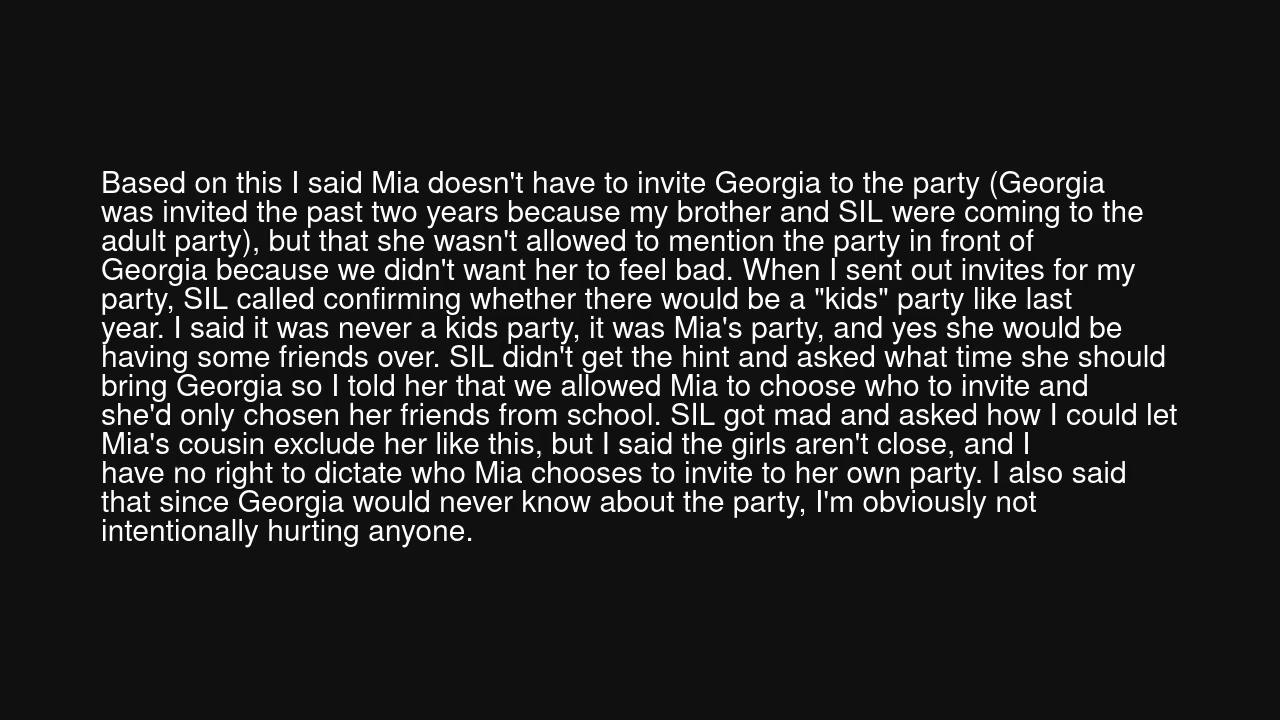 Based on this I said Mia doesn't have to invite Georgia to the party (Georgia
was invited the past two years because my brother and SIL were coming to the
adult party), but that she wasn't allowed to mention the party in front of
Georgia because we didn't want her to feel bad. When I sent out invites for my
party, SIL called confirming whether there would be a "kids" party like last
year. I said it was never a kids party, it was Mia's party, and yes she would be
having some friends over. SIL didn't get the hint and asked what time she should
bring Georgia so I told her that we allowed Mia to choose who to invite and
she'd only chosen her friends from school. SIL got mad and asked how I could let
Mia's cousin exclude her like this, but I said the girls aren't close, and I
have no right to dictate who Mia chooses to invite to her own party. I also said
that since Georgia would never know about the party, I'm obviously not
intentionally hurting anyone.